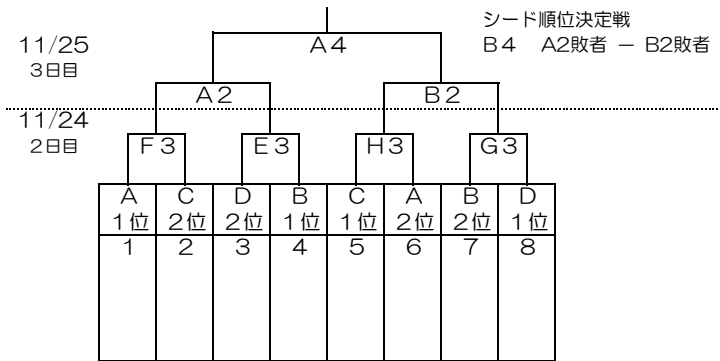 シード順位決定戦
B4 A2敗者 － B2敗者
11/25
3日目
A4
A2 B2
11/24
2日目
F3 E3 H3 G3
A C D B C A B D
1位 2位 2位 1位 1位 2位 2位 1位
1 2 3 4 5 6 7 8